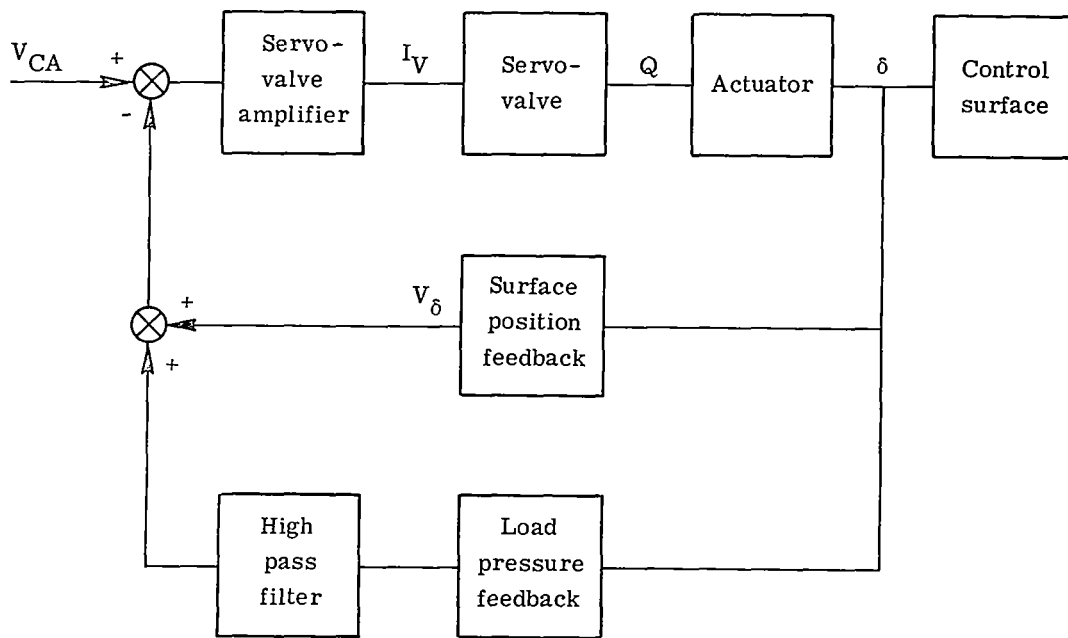 V_CA
+
-
Servo-
valve
amplifier
I_V
Servo-
valve
Q
Actuator
δ
Control
surface
+
+
V_δ
Surface
position
feedback
High
pass
filter
Load
pressure
feedback